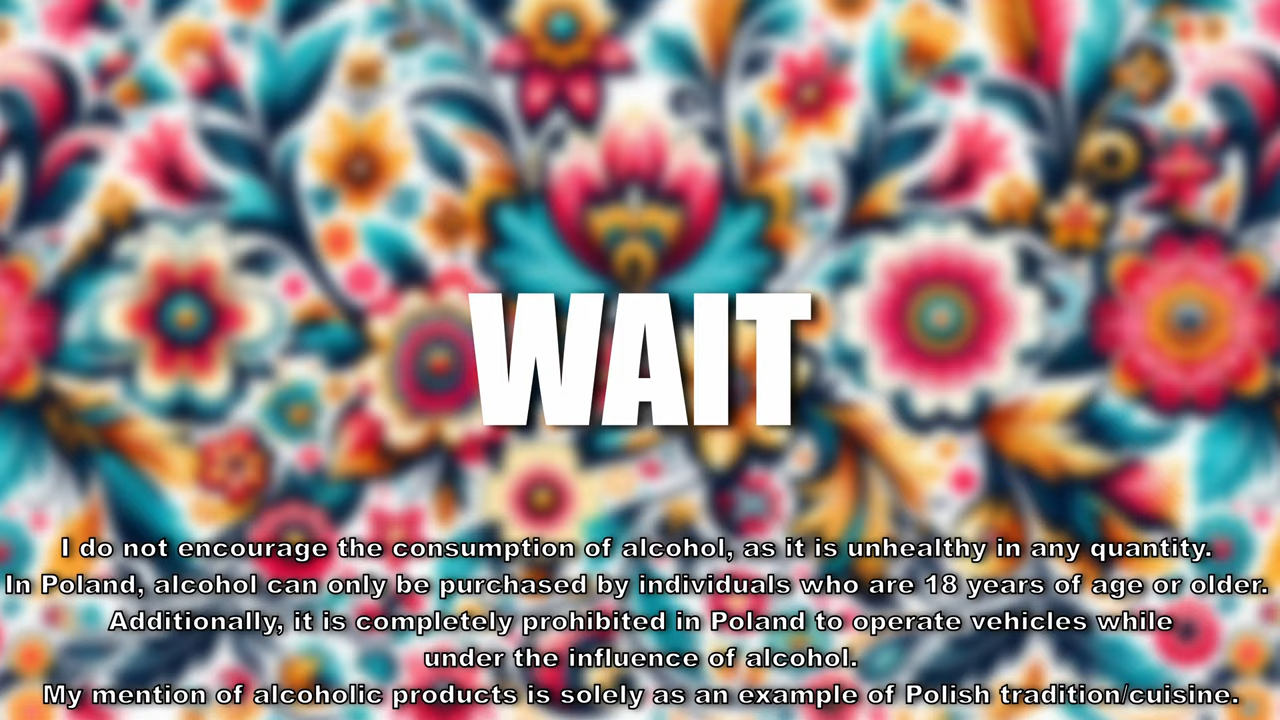 WAIT
I do not encourage the consumption of alcohol, as it is unhealthy in any quantity.
In Poland, alcohol can only be purchased by individuals who are 18 years of age or older.
Additionally, it is completely prohibited in Poland to operate vehicles while
under the influence of alcohol.
My mention of alcoholic products is solely as an example of Polish tradition/cuisine.